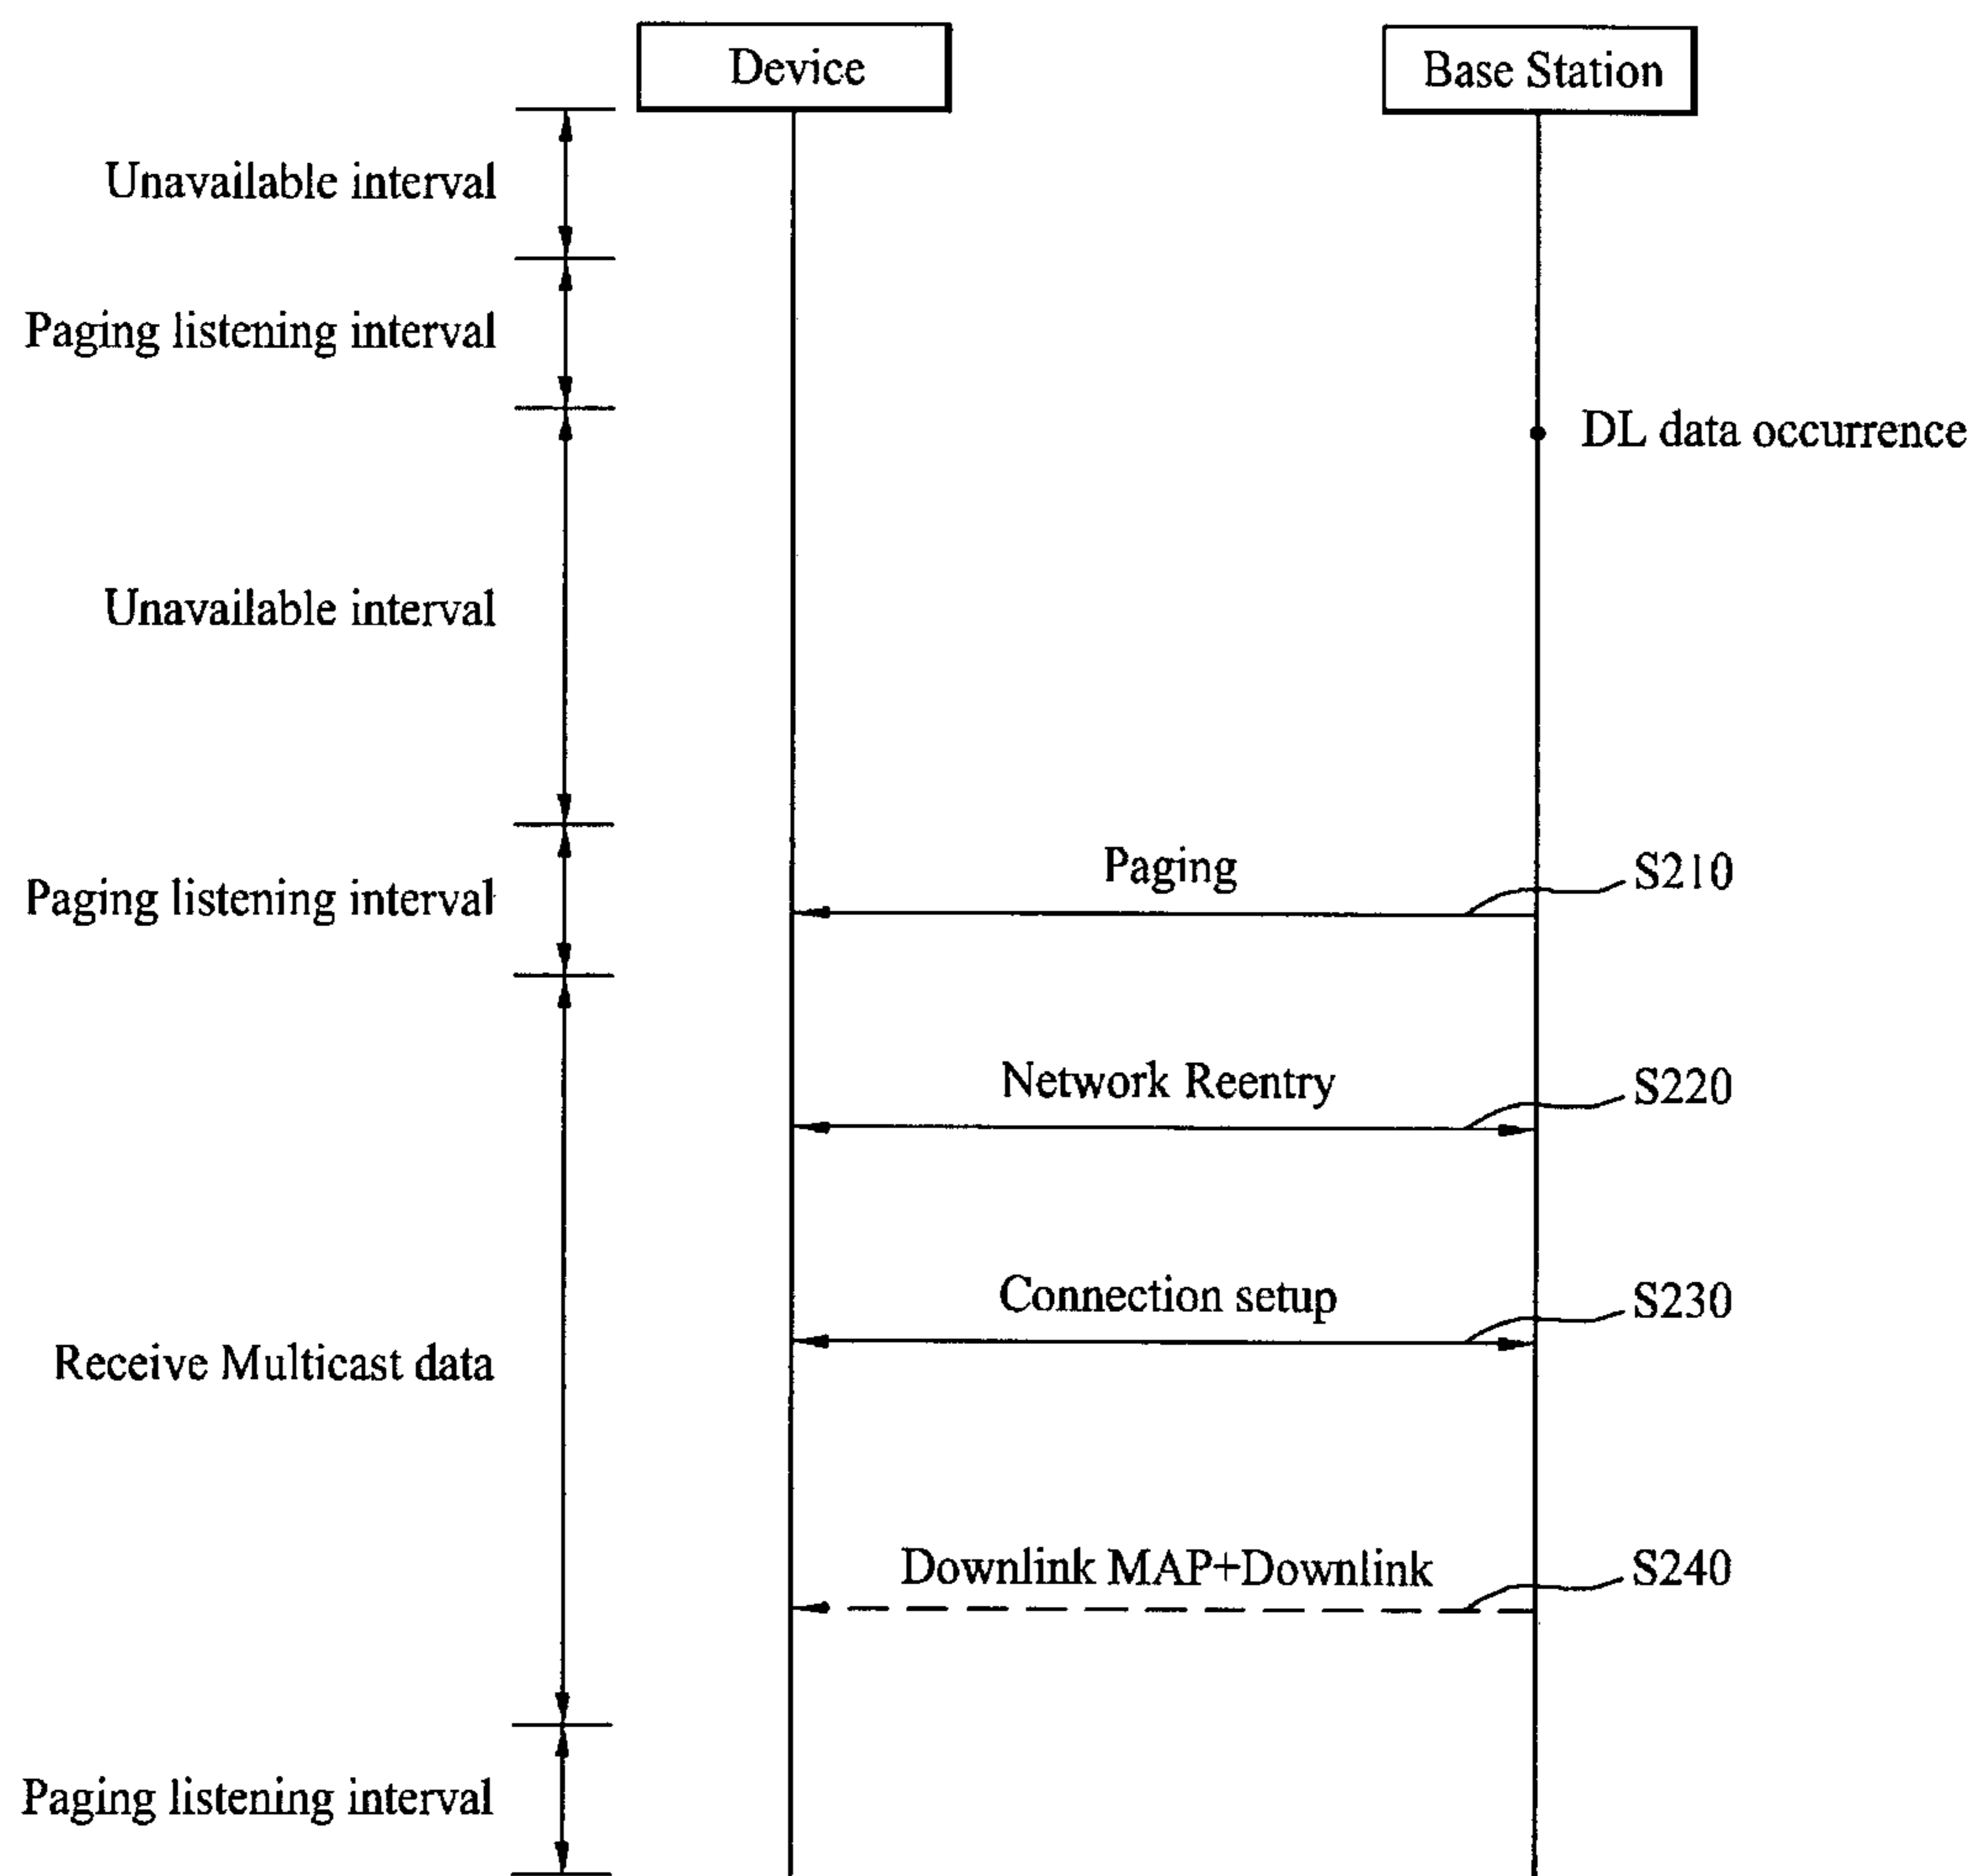 Device
Base Station
Unavailable interval
Paging listening interval
DL data occurrence
Unavailable interval
Paging
S210
Paging listening interval
Network Reentry
S220
Connection setup
S230
Receive Multicast data
Downlink MAP+Downlink
S240
Paging listening interval